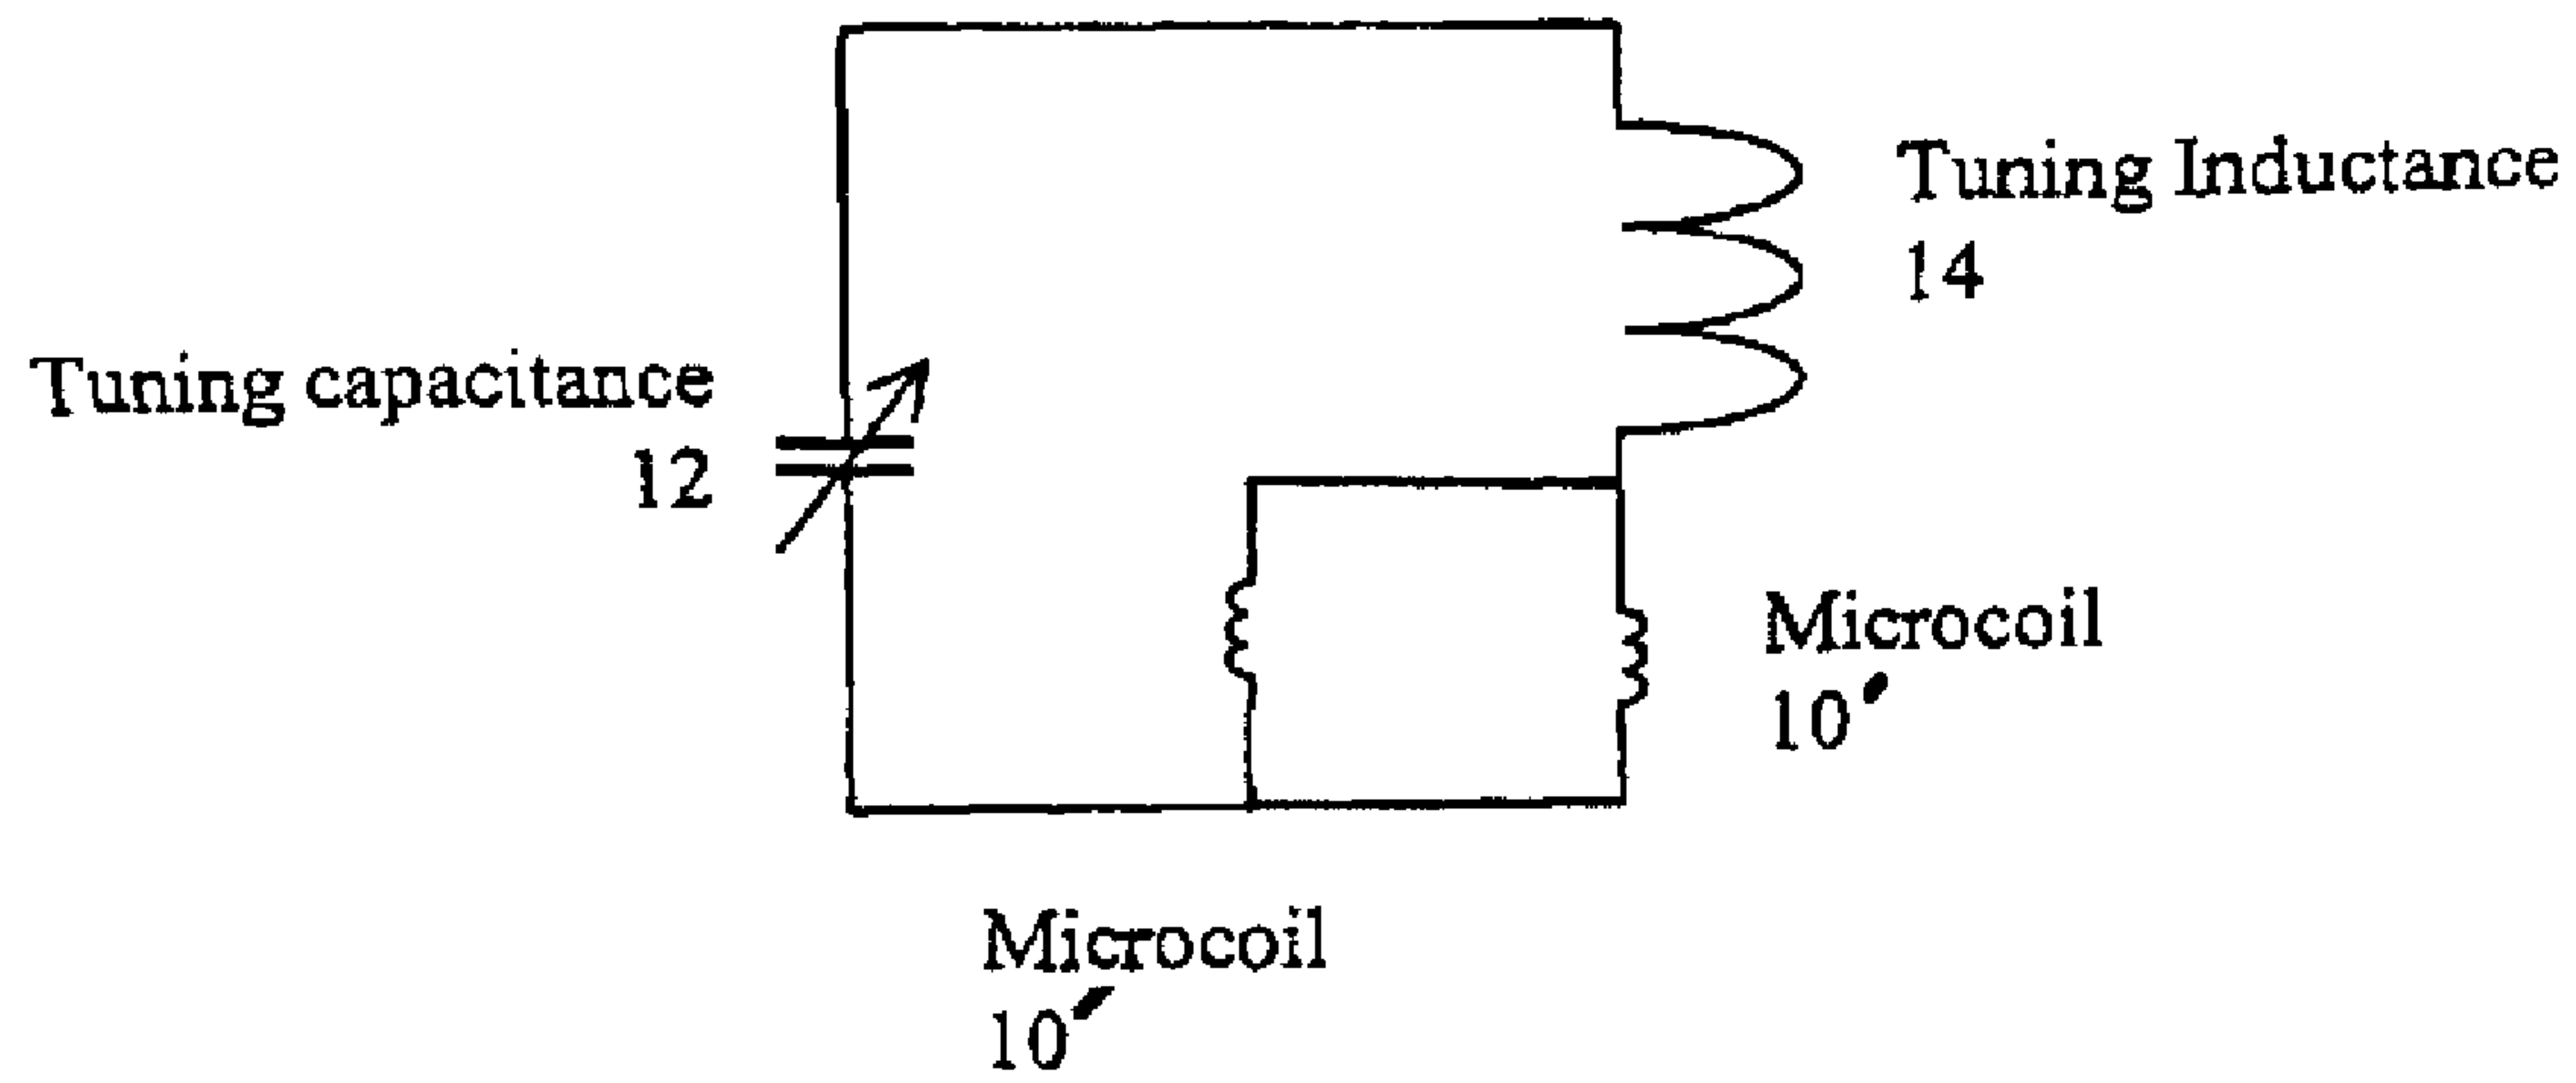 Tuning Inductance
14
Tuning capacitance
12
Microcoil
10′
Microcoil
10′